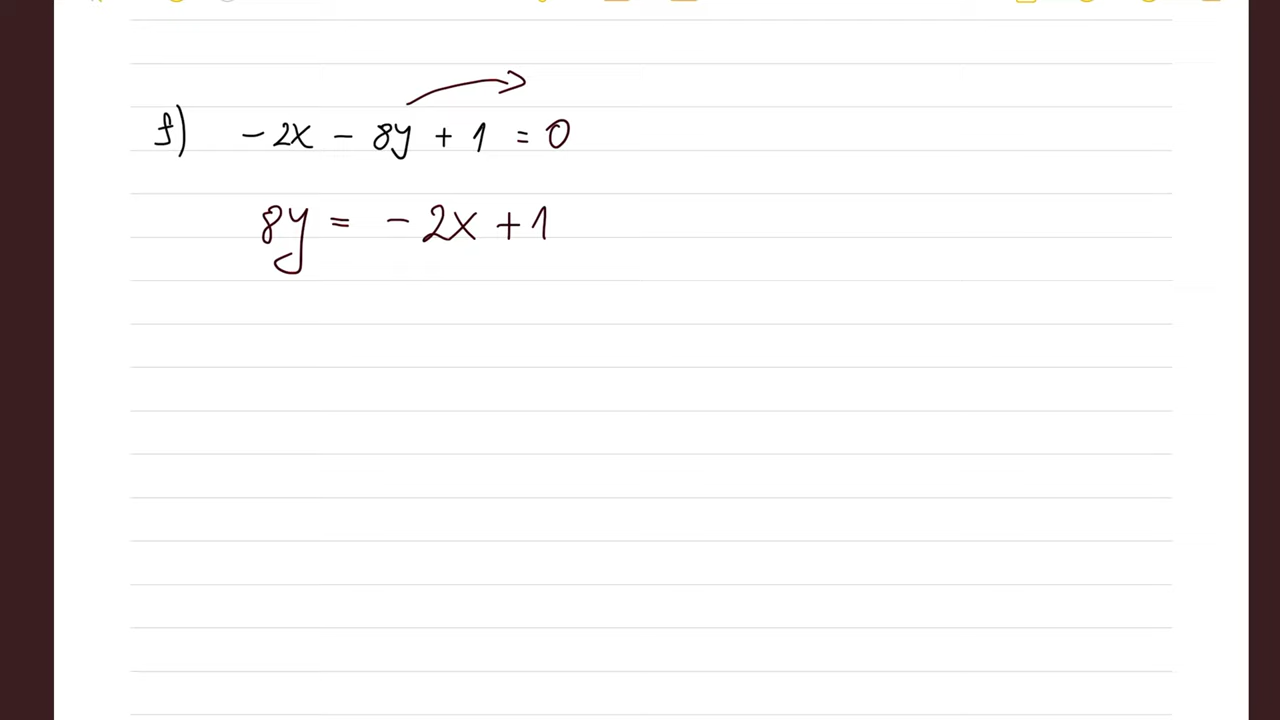 f) -2x - 8y + 1 = 0
8y = -2x + 1